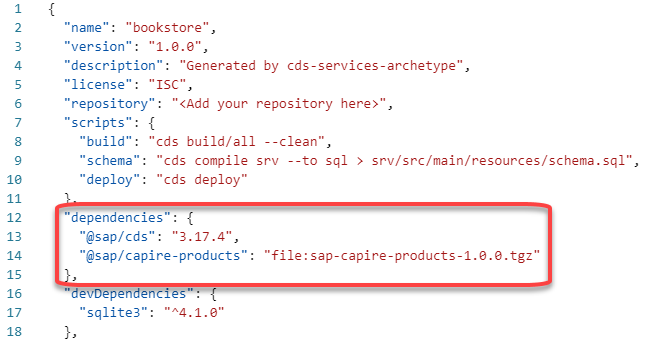 1 {
2 "name": "bookstore",
3 "version": "1.0.0",
4 "description": "Generated by cds-services-archetype",
5 "license": "ISC",
6 "repository": "<Add your repository here>",
7 "scripts": {
8 "build": "cds build/all --clean",
9 "schema": "cds compile srv --to sql > srv/src/main/resources/schema.sql",
10 "deploy": "cds deploy"
11 },
12 "dependencies": {
13 "@sap/cds": "3.17.4",
14 "@sap/capire-products": "file:sap-capire-products-1.0.0.tgz"
15 },
16 "devDependencies": {
17 "sqlite3": "^4.1.0"
18 },